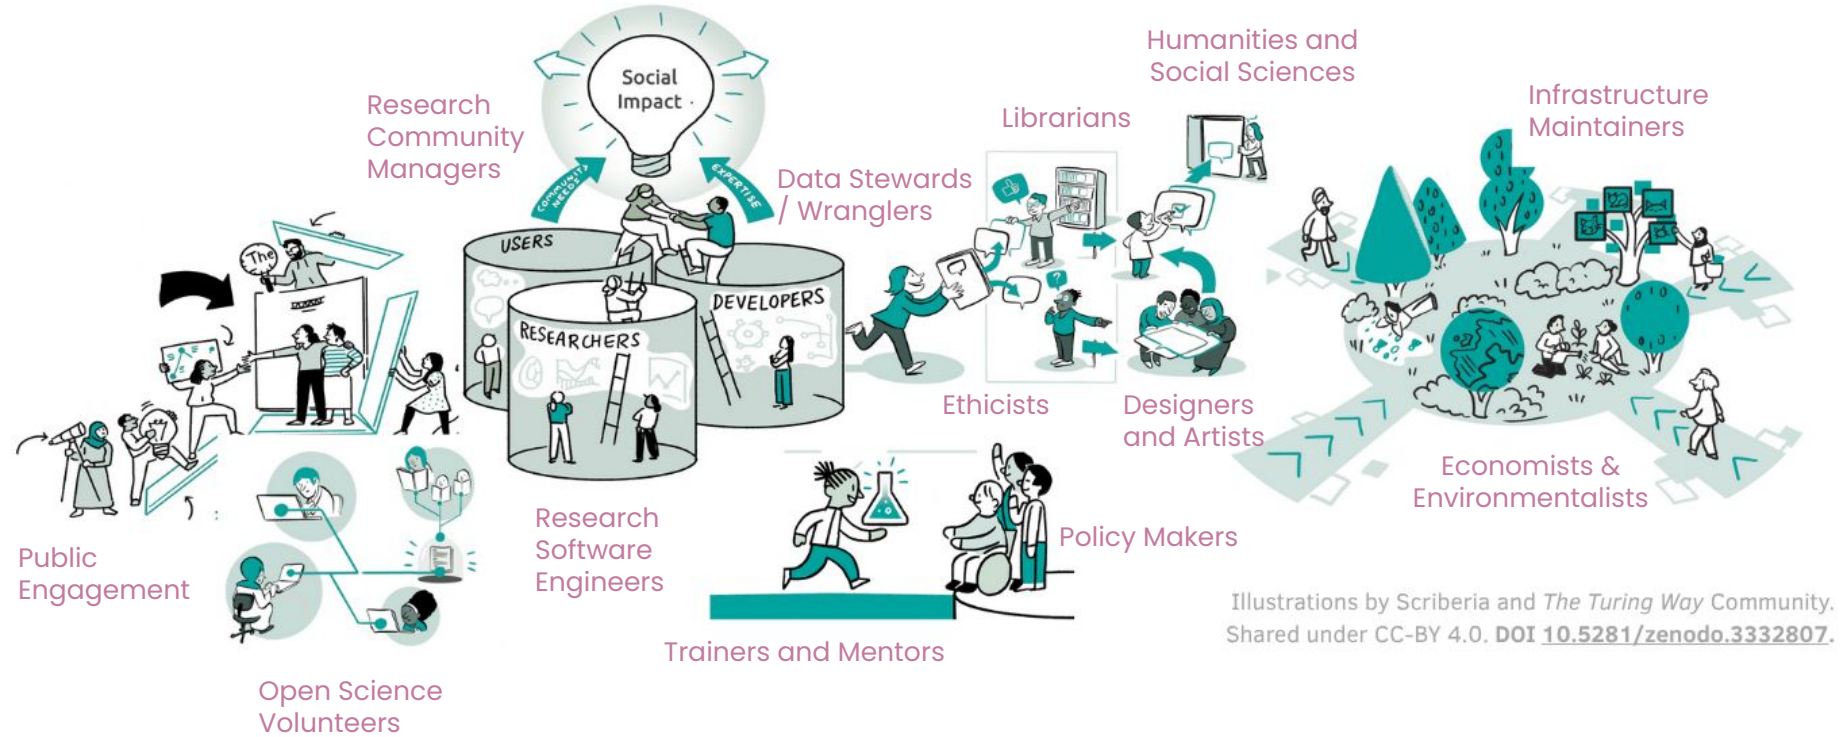 Humanities and
Social Sciences
Social
Impact
Research
Community
Managers
Infrastructure
Maintainers
Librarians
COMMUNITY
NEEDS
EXPERTISE
Data Stewards
/ Wranglers
The
USERS
DEVELOPERS
RESEARCHERS
Ethicists
Designers
and Artists
Economists &
Environmentalists
Research
Software
Engineers
Policy Makers
Public
Engagement
Trainers and Mentors
Open Science
Volunteers
Illustrations by Scriberia and The Turing Way Community.
Shared under CC-BY 4.0. DOI 10.5281/zenodo.3332807.